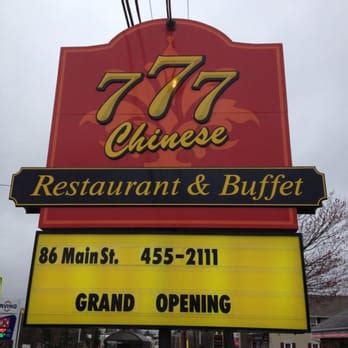 777
Chinese
Restaurant & Buffet
86 Main St. 455-2111
GRAND OPENING